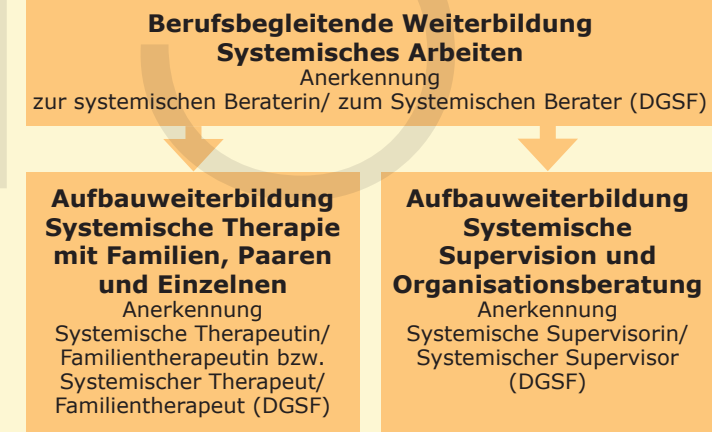 Berufsbegleitende Weiterbildung
Systemisches Arbeiten
Anerkennung
zur systemischen Beraterin/ zum Systemischen Berater (DGSF)
Aufbauweiterbildung
Systemische Therapie
mit Familien, Paaren
und Einzelnen
Anerkennung
Systemische Therapeutin/
Familientherapeutin bzw.
Systemischer Therapeut/
Familientherapeut (DGSF)
Aufbauweiterbildung
Systemische
Supervision und
Organisationsberatung
Anerkennung
Systemische Supervisorin/
Systemischer Supervisor
(DGSF)